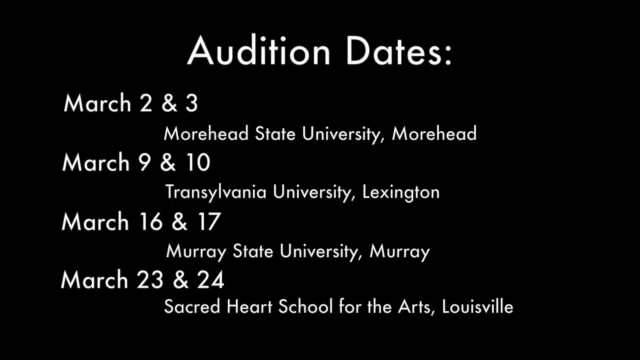 Audition Dates:
March 2 & 3
Morehead State University, Morehead
March 9 & 10
Transylvania University, Lexington
March 16 & 17
Murray State University, Murray
March 23 & 24
Sacred Heart School for the Arts, Louisville